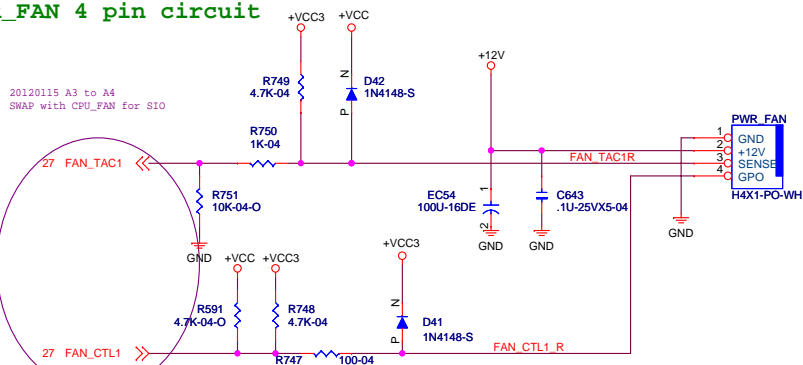 _FAN 4 pin circuit
+VCC3
+VCC
+12V
20120115 A3 to A4
SWAP with CPU_FAN for SIO
R749
4.7K-04
N
D42
1N4148-S
P
R750
1K-04
27 FAN_TAC1
FAN_TAC1R
PWR_FAN
1
2
3
4
GND
+12V
SENSE
GPO
H4X1-PO-WH
R751
10K-04-O
EC54
100U-16DE
1
2
C643
.1U-25VX5-04
GND
GND
GND
GND
+VCC
+VCC3
+VCC3
R591
4.7K-04-O
R748
4.7K-04
N
D41
1N4148-S
P
27 FAN_CTL1
R747
100-04
FAN_CTL1_R